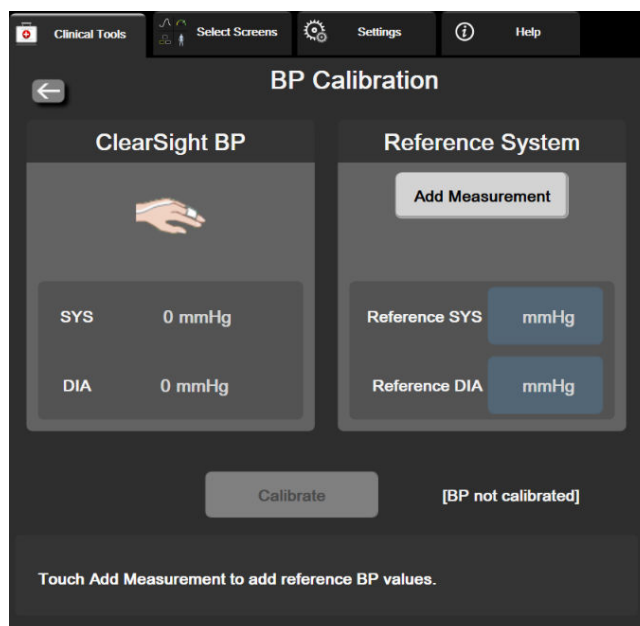 Clinical Tools
Select Screens
Settings
Help
BP Calibration
ClearSight BP
Reference System
Add Measurement
SYS 0 mmHg
Reference SYS mmHg
DIA 0 mmHg
Reference DIA mmHg
Calibrate
[BP not calibrated]
Touch Add Measurement to add reference BP values.